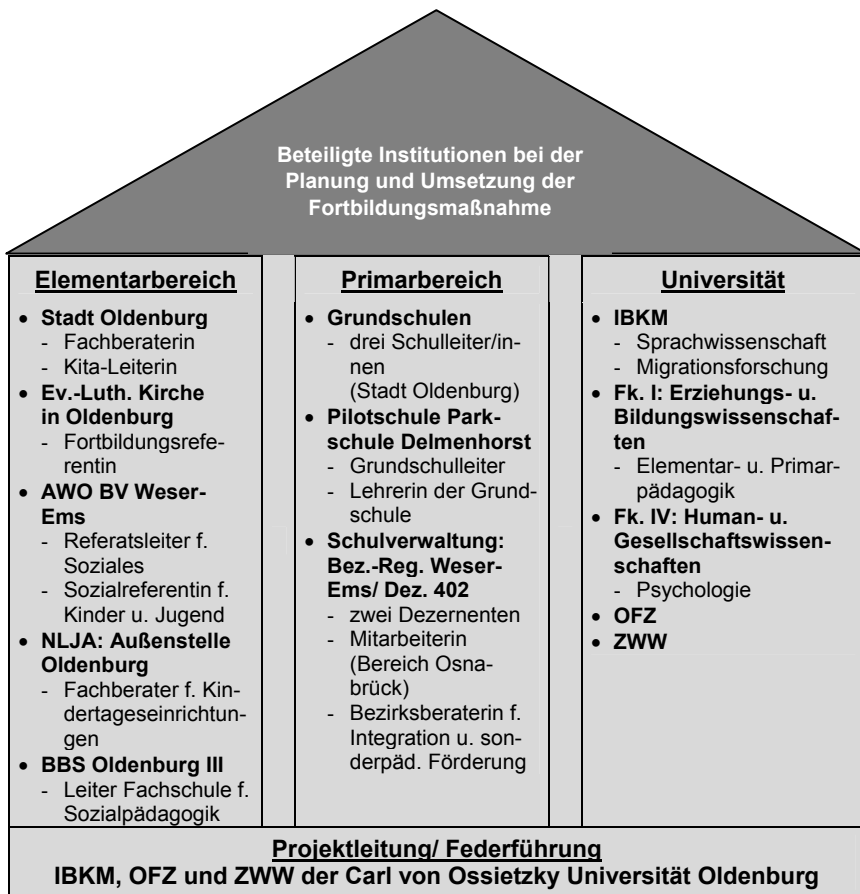 Beteiligte Institutionen bei der
Planung und Umsetzung der
Fortbildungsmaßnahme
Elementarbereich
• Stadt Oldenburg
- Fachberaterin
- Kita-Leiterin
• Ev.-Luth. Kirche
in Oldenburg
- Fortbildungsrefe-
rentin
• AWO BV Weser-
Ems
- Referatsleiter f.
Soziales
- Sozialreferentin f.
Kinder u. Jugend
• NLJA: Außenstelle
Oldenburg
- Fachberater f. Kin-
dertageseinrichtun-
gen
• BBS Oldenburg III
- Leiter Fachschule f.
Sozialpädagogik
Primarbereich
• Grundschulen
- drei Schulleiter/in-
nen
(Stadt Oldenburg)
• Pilotschule Park-
schule Delmenhorst
- Grundschulleiter
- Lehrerin der Grund-
schule
• Schulverwaltung:
Bez.-Reg. Weser-
Ems/ Dez. 402
- zwei Dezernenten
- Mitarbeiterin
(Bereich Osna-
brück)
- Bezirksberaterin f.
Integration u. son-
derpäd. Förderung
Universität
• IBKM
- Sprachwissenschaft
- Migrationsforschung
• Fk. I: Erziehungs- u.
Bildungswissenschaf-
ten
- Elementar- u. Primar-
pädagogik
• Fk. IV: Human- u.
Gesellschaftswissen-
schaften
- Psychologie
• OFZ
• ZWW
Projektleitung/ Federführung
IBKM, OFZ und ZWW der Carl von Ossietzky Universität Oldenburg